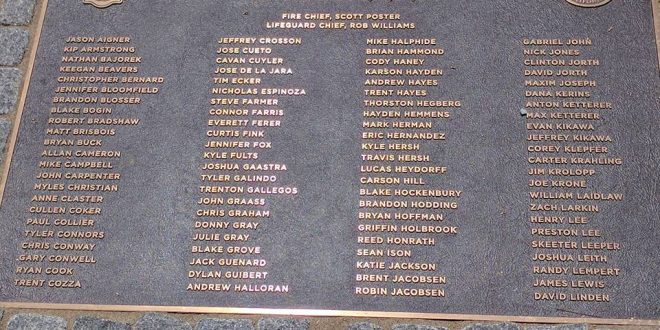 FIRE CHIEF, SCOTT POSTER
LIFEGUARD CHIEF, ROB WILLIAMS
JASON AIGNER
KIP ARMSTRONG
NATHAN BAJOREK
KEEGAN BEAVERS
CHRISTOPHER BERNARD
JENNIFER BLOOMFIELD
BRANDON BLOSSER
BLAKE BOGIN
ROBERT BRADSHAW
MATT BRISBOIS
BRYAN BUCK
ALLAN CAMERON
MIKE CAMPBELL
JOHN CARPENTER
MYLES CHRISTIAN
ANNE CLASTER
CULLEN COKER
PAUL COLLIER
TYLER CONNORS
CHRIS CONWAY
GARY CONWELL
RYAN COOK
TRENT COZZA
JEFFREY CROSSON
JOSE CUETO
CAVAN CUYLER
JOSE DE LA JARA
TIM ECKER
NICHOLAS ESPINOZA
STEVE FARMER
CONNOR FARRIS
EVERETT FERER
CURTIS FINK
JENNIFER FOX
KYLE FULTS
JOSHUA GAASTRA
TYLER GALINDO
TRENTON GALLEGOS
JOHN GRAASS
CHRIS GRAHAM
DONNY GRAY
JULIE GRAY
BLAKE GROVE
JACK GUENARD
DYLAN GUIBERT
ANDREW HALLORAN
MIKE HALPHIDE
BRIAN HAMMOND
CODY HANEY
KARSON HAYDEN
ANDREW HAYES
TRENT HAYES
THORSTON HEGBERG
HAYDEN HEMMENS
MARK HERMAN
ERIC HERNANDEZ
KYLE HERSH
TRAVIS HERSH
LUCAS HEYDORFF
CARSON HILL
BLAKE HOCKENBURY
BRANDON HODDING
BRYAN HOFFMAN
GRIFFIN HOLBROOK
REED HONRATH
SEAN ISON
KATIE JACKSON
BRENT JACOBSEN
ROBIN JACOBSEN
GABRIEL JOHN
NICK JONES
CLINTON JORTH
DAVID JORTH
MAXIM JOSEPH
DANA KERINS
ANTON KETTERER
MAX KETTERER
EVAN KIKAWA
JEFFREY KIKAWA
COREY KLEPFER
CARTER KRAHLING
JIM KROLOPP
JOE KRONE
WILLIAM LAIDLAW
ZACH LARKIN
HENRY LEE
PRESTON LEE
SKEETER LEEPER
JOSHUA LEITH
RANDY LEMPERT
JAMES LEWIS
DAVID LINDEN